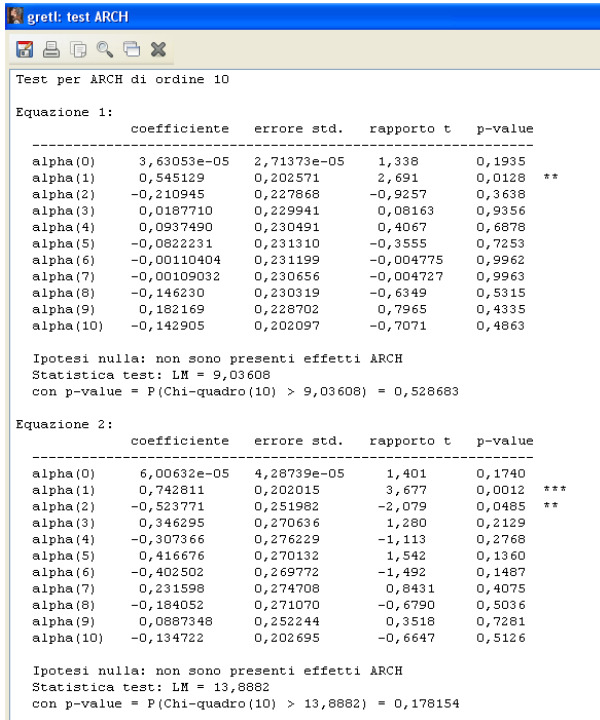 gretl: test ARCH
Test per ARCH di ordine 10
Equazione 1:
coefficiente errore std. rapporto t p-value
alpha(0) 3,63053e-05 2,71373e-05 1,338 0,1935
alpha(1) 0,545129 0,202571 2,691 0,0128 **
alpha(2) -0,210945 0,227868 -0,9257 0,3638
alpha(3) 0,0187710 0,229941 0,08163 0,9356
alpha(4) 0,0937490 0,230491 0,4067 0,6878
alpha(5) -0,0822231 0,231310 -0,3555 0,7253
alpha(6) -0,00110404 0,231199 -0,004775 0,9962
alpha(7) -0,00109032 0,230656 -0,004727 0,9963
alpha(8) -0,146230 0,230319 -0,6349 0,5315
alpha(9) 0,182169 0,228702 0,7965 0,4335
alpha(10) -0,142905 0,202097 -0,7071 0,4863
Ipotesi nulla: non sono presenti effetti ARCH
Statistica test: LM = 9,03608
con p-value = P(Chi-quadro(10) > 9,03608) = 0,528683
Equazione 2:
coefficiente errore std. rapporto t p-value
alpha(0) 6,00632e-05 4,28739e-05 1,401 0,1740
alpha(1) 0,742811 0,202015 3,677 0,0012 ***
alpha(2) -0,523771 0,251982 -2,079 0,0485 **
alpha(3) 0,346295 0,270636 1,280 0,2129
alpha(4) -0,307366 0,276229 -1,113 0,2768
alpha(5) 0,416676 0,270132 1,542 0,1360
alpha(6) -0,402502 0,269772 -1,492 0,1487
alpha(7) 0,231598 0,274708 0,8431 0,4075
alpha(8) -0,184052 0,271070 -0,6790 0,5036
alpha(9) 0,0887348 0,252244 0,3518 0,7281
alpha(10) -0,134722 0,202695 -0,6647 0,5126
Ipotesi nulla: non sono presenti effetti ARCH
Statistica test: LM = 13,8882
con p-value = P(Chi-quadro(10) > 13,8882) = 0,178154